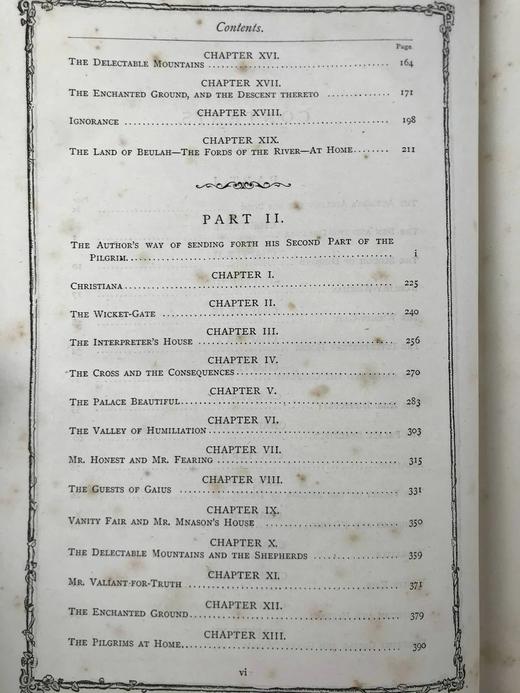 Contents.
Page
CHAPTER XVI.
THE DELECTABLE MOUNTAINS ........................................ 164
CHAPTER XVII.
THE ENCHANTED GROUND, AND THE DESCENT THERETO .............. 171
CHAPTER XVIII.
IGNORANCE ........................................ 198
CHAPTER XIX.
THE LAND OF BEULAH—THE FORDS OF THE RIVER—AT HOME........ 211
PART II.
THE AUTHOR'S WAY OF SENDING FORTH HIS SECOND PART OF THE
PILGRIM........................................ i
CHAPTER I.
CHRISTIANA........................................ 225
CHAPTER II.
THE WICKET-GATE ........................................ 240
CHAPTER III.
THE INTERPRETER'S HOUSE ........................................ 256
CHAPTER IV.
THE CROSS AND THE CONSEQUENCES........................................ 270
CHAPTER V.
THE PALACE BEAUTIFUL........................................ 283
CHAPTER VI.
THE VALLEY OF HUMILIATION........................................ 303
CHAPTER VII.
MR. HONEST AND MR. FEARING ........................................ 315
CHAPTER VIII.
THE GUESTS OF GAIUS ........................................ 331
CHAPTER IX.
VANITY FAIR AND MR. MNASON'S HOUSE .............................. 350
CHAPTER X.
THE DELECTABLE MOUNTAINS AND THE SHEPHERDS .................. 359
CHAPTER XI.
MR. VALIANT-FOR-TRUTH ........................................ 371
CHAPTER XII.
THE ENCHANTED GROUND........................................ 379
CHAPTER XIII.
THE PILGRIMS AT HOME........................................ 390
vi